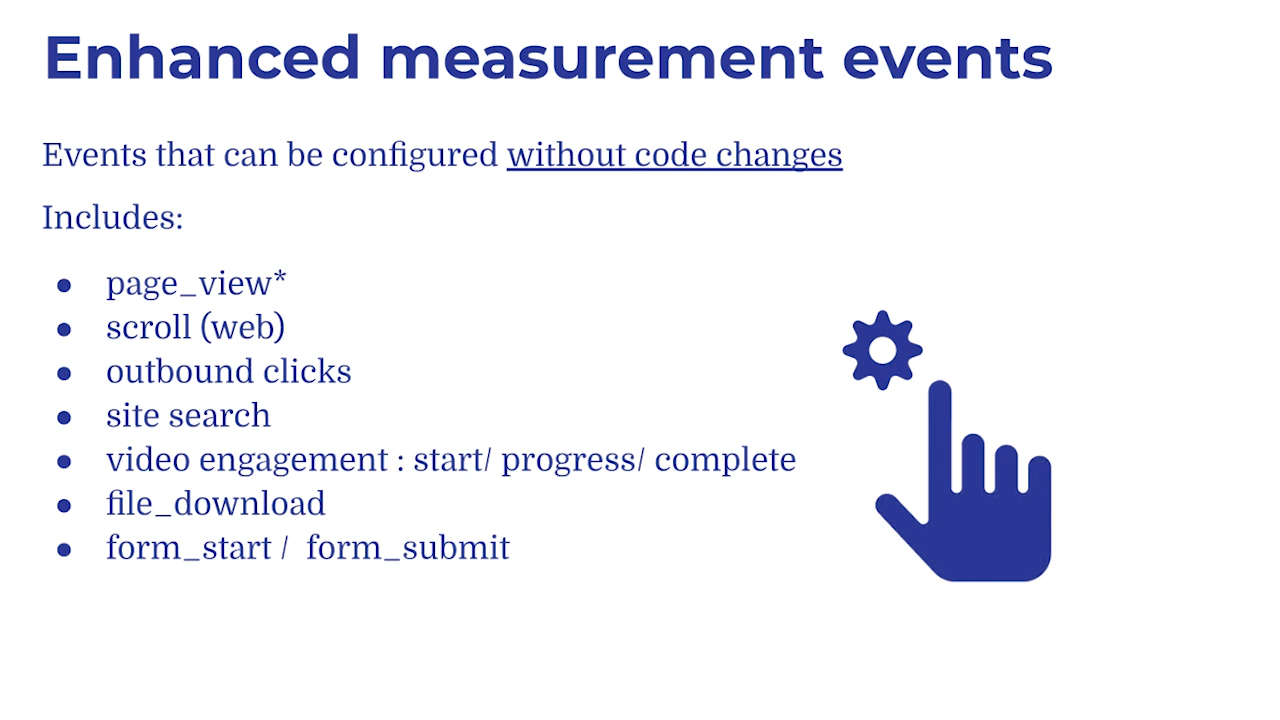 Enhanced measurement events
Events that can be configured without code changes
Includes:
● page_view*
● scroll (web)
● outbound clicks
● site search
● video engagement : start/ progress/ complete
● file_download
● form_start /  form_submit